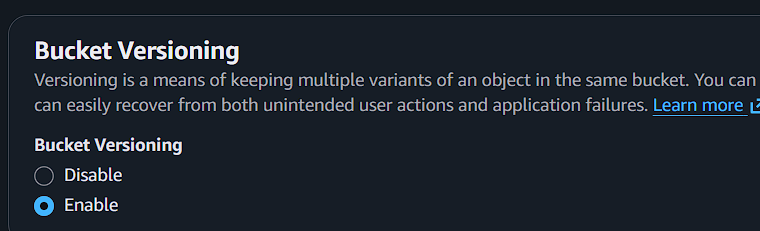 Bucket Versioning
Versioning is a means of keeping multiple variants of an object in the same bucket. You can
can easily recover from both unintended user actions and application failures. Learn more
Bucket Versioning
Disable
Enable